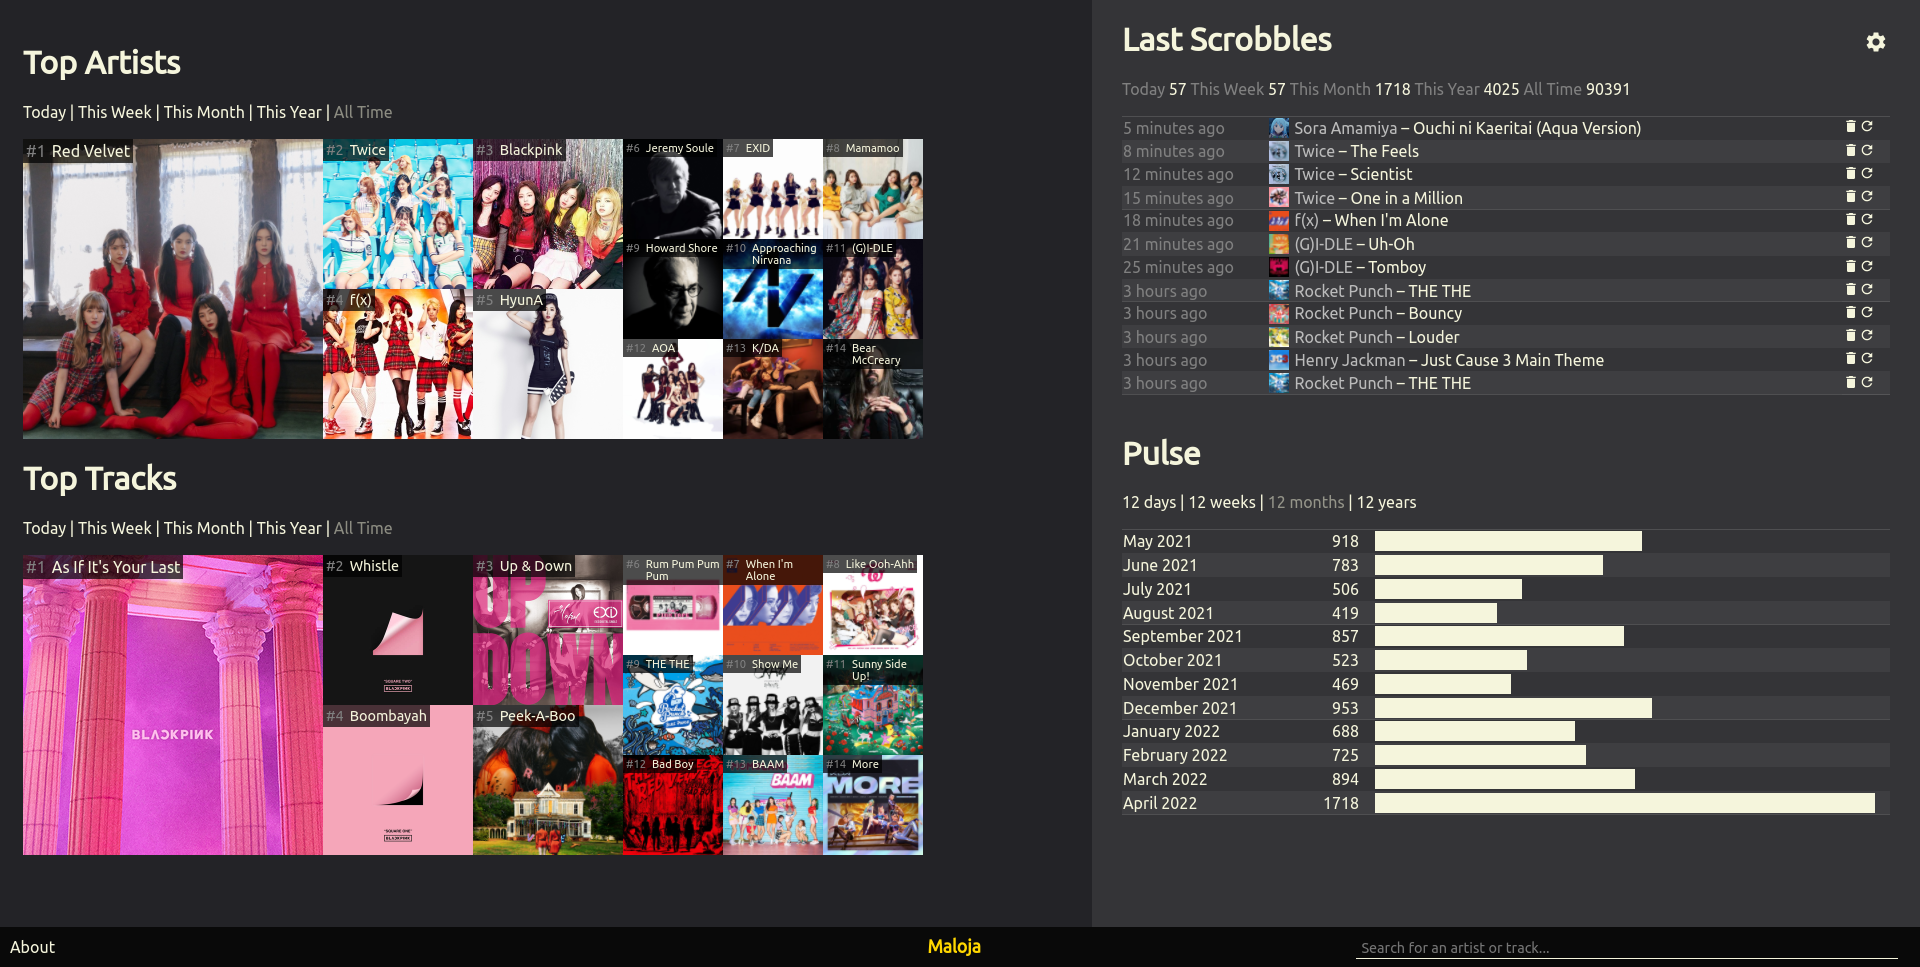 Top Artists
Today | This Week | This Month | This Year | All Time
#1 Red Velvet
#2 Twice
#3 Blackpink
#4 f(x)
#5 HyunA
#6 Jeremy Soule
#7 EXID
#8 Mamamoo
#9 Howard Shore
#10 Approaching
Nirvana
#11 (G)I-DLE
#12 AOA
#13 K/DA
#14 Bear
McCreary
Top Tracks
Today | This Week | This Month | This Year | All Time
#1 As If It's Your Last
BLACKPINK
#2 Whistle
"SQUARE TWO"
BLACKPINK
#3 Up & Down
UP
DOWN
EXID
#4 Boombayah
"SQUARE ONE"
BLACKPINK
#5 Peek-A-Boo
#6 Rum Pum Pum
Pum
#7 When I'm
Alone
#8 Like Ooh-Ahh
#9 THE THE
#10 Show Me
#11 Sunny Side
Up!
#12 Bad Boy
#13 BAAM
BAAM
#14 More
MORE
Last Scrobbles
Today 57 This Week 57 This Month 1718 This Year 4025 All Time 90391
5 minutes ago Sora Amamiya – Ouchi ni Kaeritai (Aqua Version)
8 minutes ago Twice – The Feels
12 minutes ago Twice – Scientist
15 minutes ago Twice – One in a Million
18 minutes ago f(x) – When I'm Alone
21 minutes ago (G)I-DLE – Uh-Oh
25 minutes ago (G)I-DLE – Tomboy
3 hours ago Rocket Punch – THE THE
3 hours ago Rocket Punch – Bouncy
3 hours ago Rocket Punch – Louder
3 hours ago Henry Jackman – Just Cause 3 Main Theme
3 hours ago Rocket Punch – THE THE
Pulse
12 days | 12 weeks | 12 months | 12 years
May 2021 918
June 2021 783
July 2021 506
August 2021 419
September 2021 857
October 2021 523
November 2021 469
December 2021 953
January 2022 688
February 2022 725
March 2022 894
April 2022 1718
About
Maloja
Search for an artist or track...